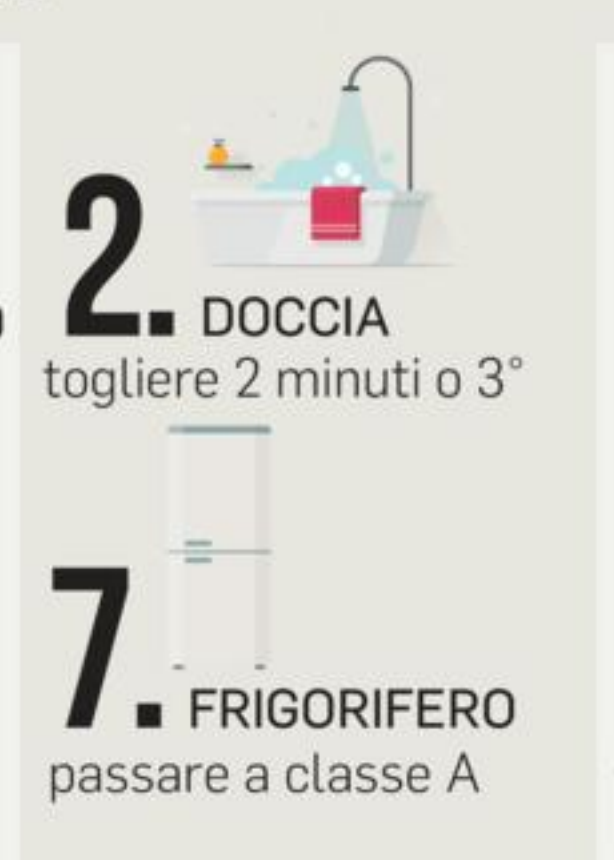 2. DOCCIA
togliere 2 minuti o 3°
7. FRIGORIFERO
passare a classe A